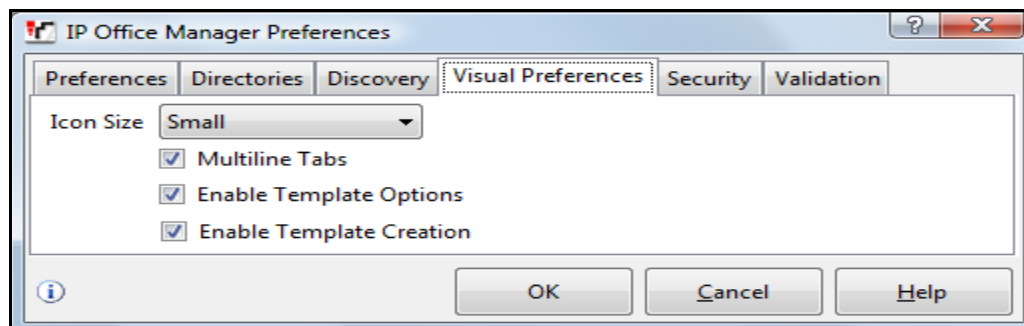 IP Office Manager Preferences
Preferences Directories Discovery Visual Preferences Security Validation
Icon Size Small
Multiline Tabs
Enable Template Options
Enable Template Creation
OK Cancel Help